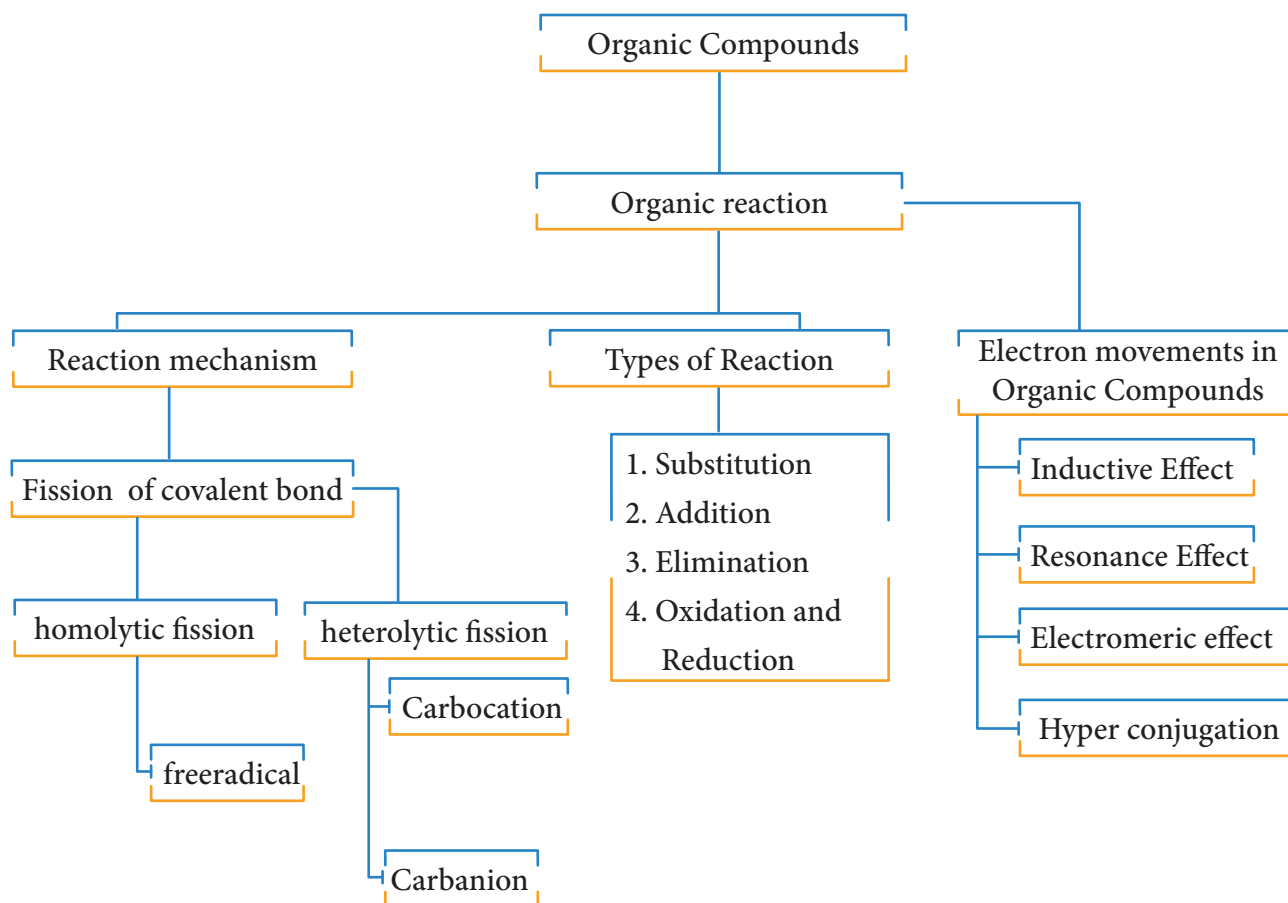 Organic Compounds
Organic reaction
Reaction mechanism
Types of Reaction
Electron movements in
Organic Compounds
Fission of covalent bond
1. Substitution
2. Addition
3. Elimination
4. Oxidation and
Reduction
Inductive Effect
Resonance Effect
Electromeric effect
Hyper conjugation
homolytic fission
heterolytic fission
Carbocation
freeradical
Carbanion